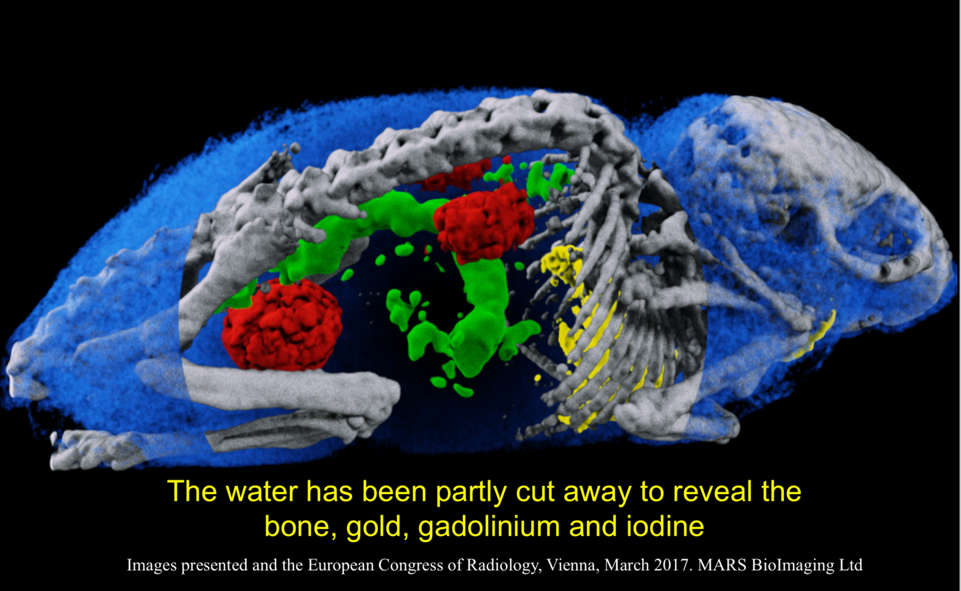 The water has been partly cut away to reveal the
bone, gold, gadolinium and iodine
Images presented and the European Congress of Radiology, Vienna, March 2017. MARS BioImaging Ltd